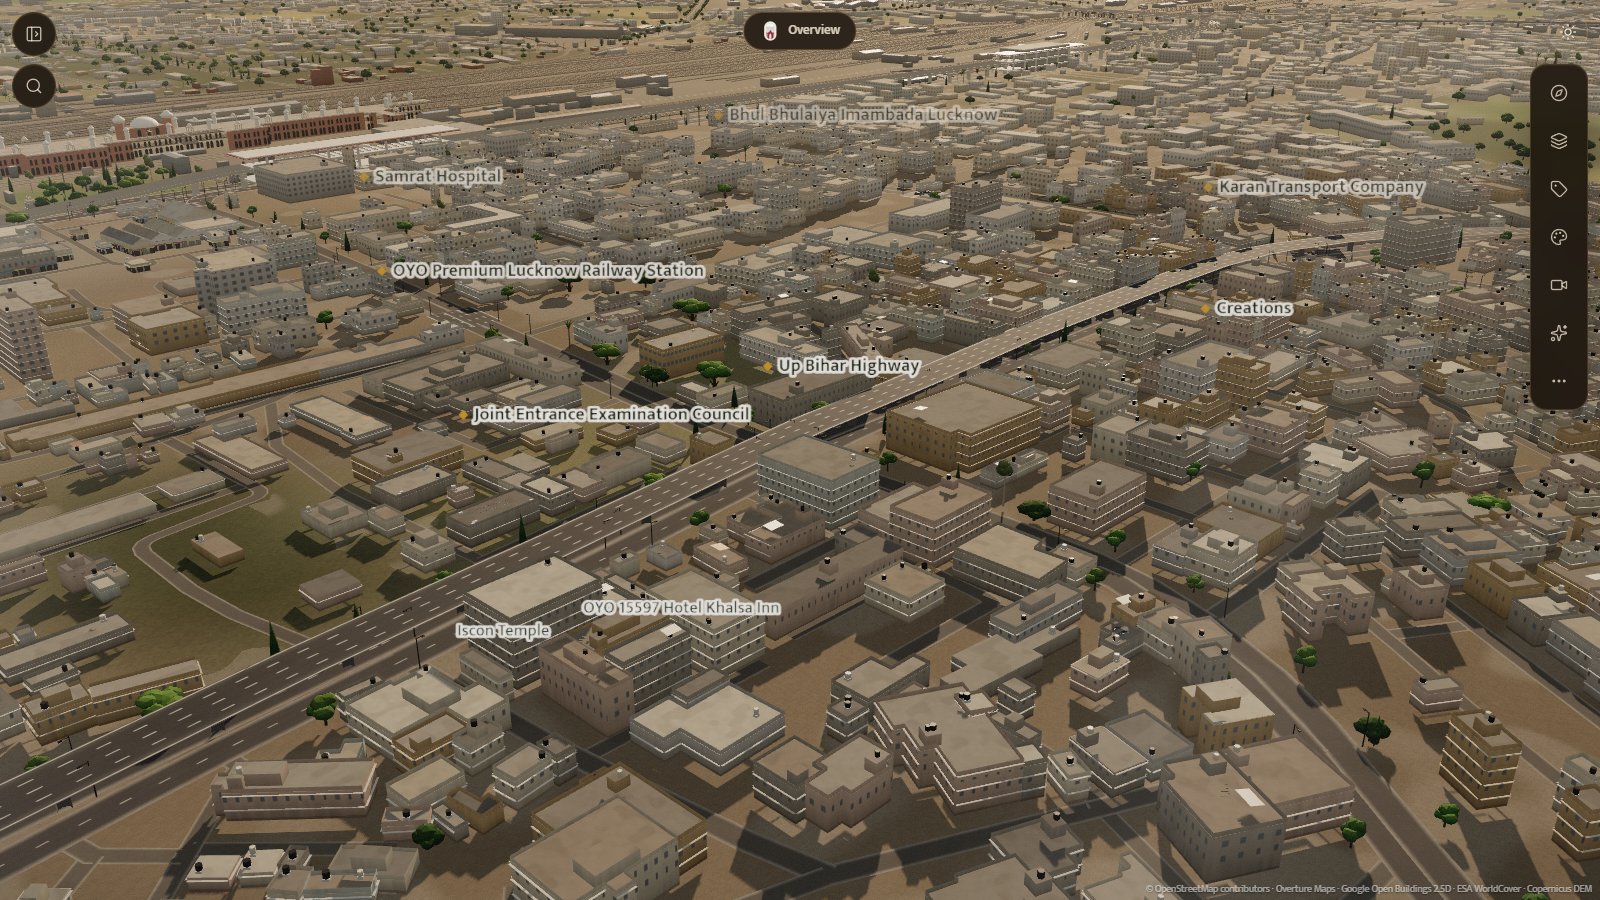 Overview
Bhul Bhulaiya Imambada Lucknow
Samrat Hospital
Karan Transport Company
OYO Premium Lucknow Railway Station
Creations
Up Bihar Highway
Joint Entrance Examination Council
OYO 15597 Hotel Khalsa Inn
Iscon Temple
© OpenStreetMap contributors · Overture Maps · Google Open Buildings 2.5D · ESA WorldCover · Copernicus DEM